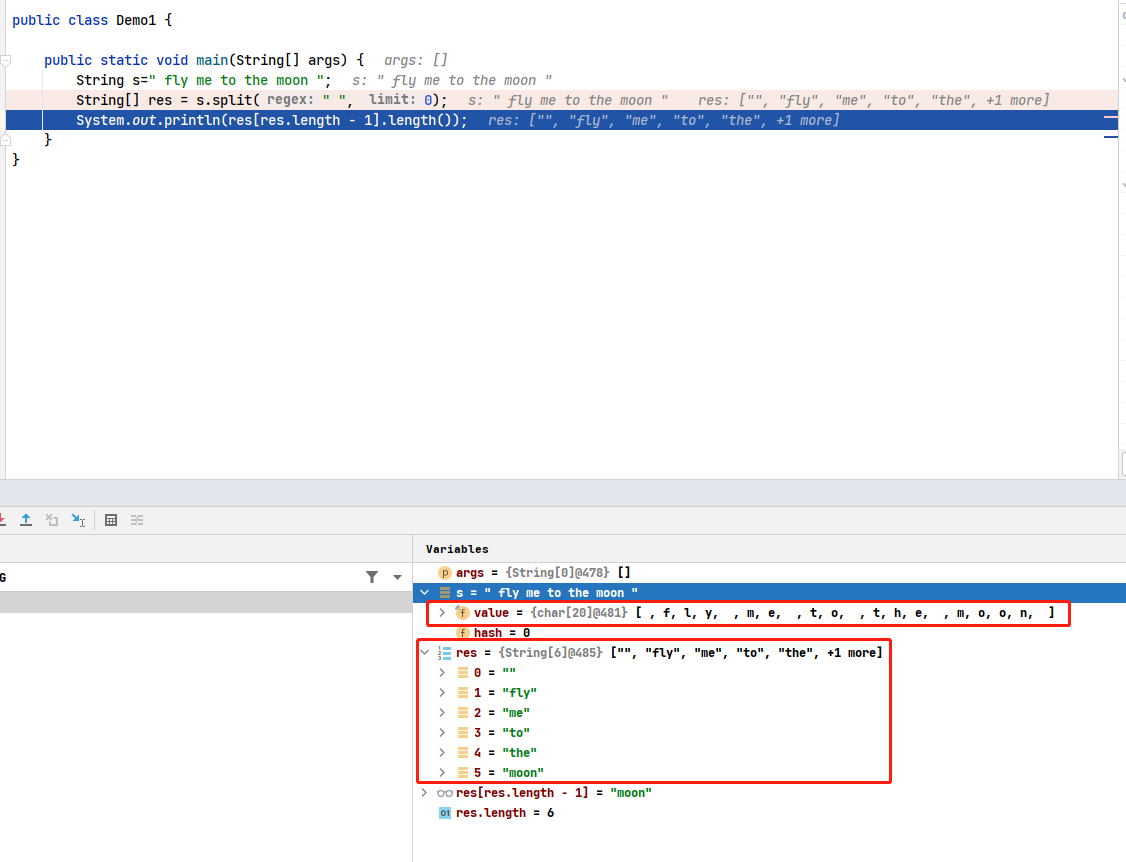 public class Demo1 {
public static void main(String[] args) { args: []
String s=" fly me to the moon "; s: " fly me to the moon "
String[] res = s.split( regex: " ", limit: 0); s: " fly me to the moon " res: ["", "fly", "me", "to", "the", +1 more]
System.out.println(res[res.length - 1].length()); res: ["", "fly", "me", "to", "the", +1 more]
}
}
Variables
G
args = {String[0]@478} []
s = " fly me to the moon "
value = {char[20]@481} [ , f, l, y,  , m, e,  , t, o,  , t, h, e,  , m, o, o, n,  ]
hash = 0
res = {String[6]@485} ["", "fly", "me", "to", "the", +1 more]
0 = ""
1 = "fly"
2 = "me"
3 = "to"
4 = "the"
5 = "moon"
res[res.length - 1] = "moon"
res.length = 6